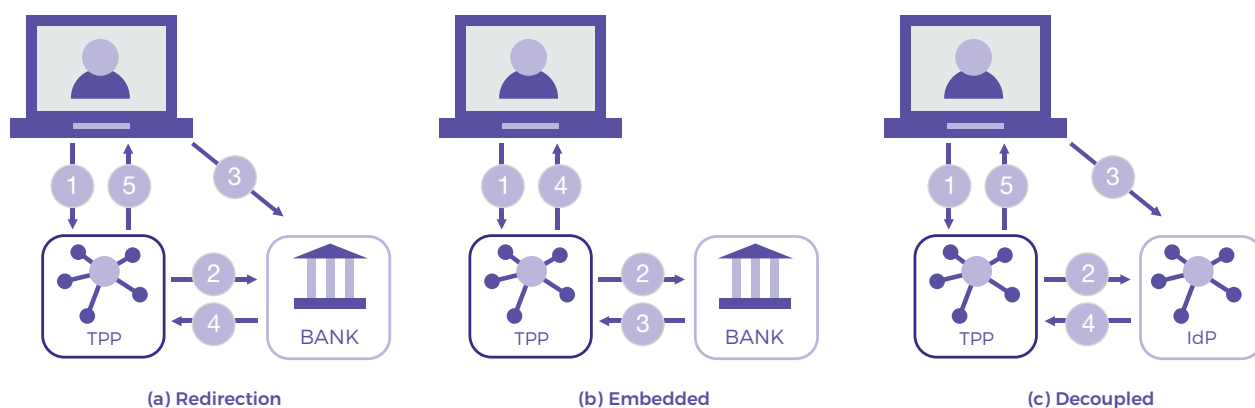 1
5
3
2
4
TPP
BANK
(a) Redirection
1
4
2
3
TPP
BANK
(b) Embedded
1
5
3
2
4
TPP
IdP
(c) Decoupled